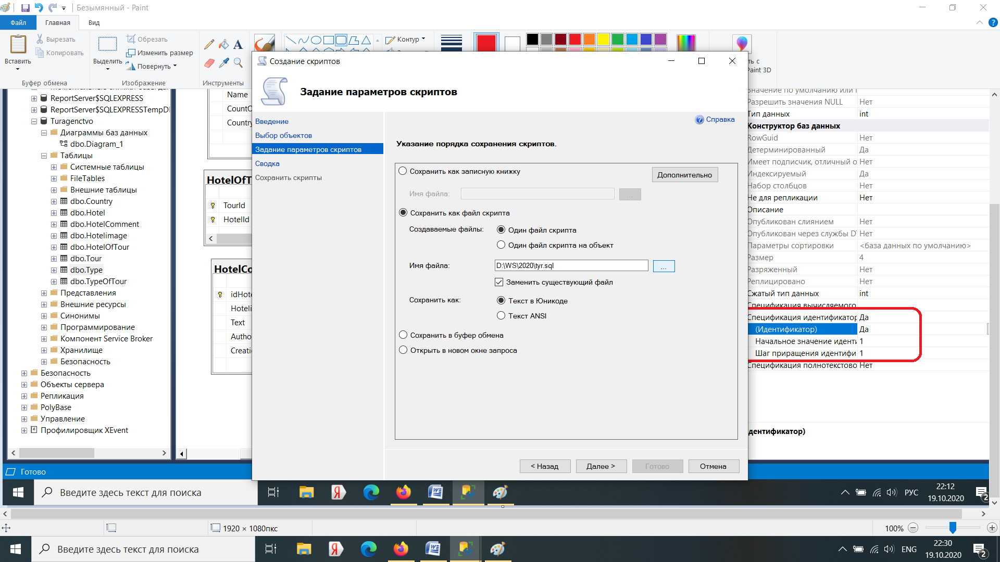 Безымянный - Paint
Файл
Главная
Вид
Вставить
Вырезать
Копировать
Буфер обмена
Выделить
Обрезать
Изменить размер
Повернуть
Изображение
Инструменты
Контур
ть с
Paint 3D
Создание скриптов
Задание параметров скриптов
Введение
Выбор объектов
Задание параметров скриптов
Сводка
Сохранить скрипты
Справка
Указание порядка сохранения скриптов.
Сохранить как записную книжку
Дополнительно
Имя файла:
...
Сохранить как файл скрипта
Создаваемые файлы:
Один файл скрипта
Один файл скрипта на объект
Имя файла:
D:\WS\2020\tyr.sql
...
Заменить существующий файл
Сохранить как:
Текст в Юникоде
Текст ANSI
Сохранить в буфер обмена
Открыть в новом окне запроса
< Назад
Далее >
Готово
Отмена
ReportServer$SQLEXPRESS
ReportServer$SQLEXPRESSTempD
Turagenctvo
Диаграммы баз данных
dbo.Diagram_1
Таблицы
Системные таблицы
FileTables
Внешние таблицы
dbo.Country
dbo.Hotel
dbo.HotelComment
dbo.Hotelimage
dbo.HotelOfTour
dbo.Tour
dbo.Type
dbo.TypeOfTour
Представления
Внешние ресурсы
Синонимы
Программирование
Компонент Service Broker
Хранилище
Безопасность
Безопасность
Объекты сервера
Репликация
PolyBase
Управление
Профилировщик XEvent
Name
CountO
Country
HotelOfT
TourId
HotelId
HotelCo
idHote
Hoteli
Text
Autho
Creati
Значение по умолчанию или п
Разрешить значения NULL Нет
Тип данных int
Конструктор баз данных
RowGuid Нет
Детерминированный Да
Имеет подписчик, отличный о Нет
Индексируемый Да
Набор столбцов Нет
Не для репликации Нет
Описание
Опубликован слиянием Нет
Опубликован через службы DT Нет
Параметры сортировки <база данных по умолчанию>
Размер 4
Разряженный Нет
Реплицировано Нет
Сжатый тип данных int
Спецификация вычисляемого
Спецификация идентификатор Да
(Идентификатор) Да
Начальное значение иденти 1
Шаг приращения идентифи 1
Спецификация полнотекстово Нет
дентификатор)
Готово
Введите здесь текст для поиска
РУС
22:12
19.10.2020
2
1920 × 1080пкс
100%
Введите здесь текст для поиска
ENG
22:30
19.10.2020
2